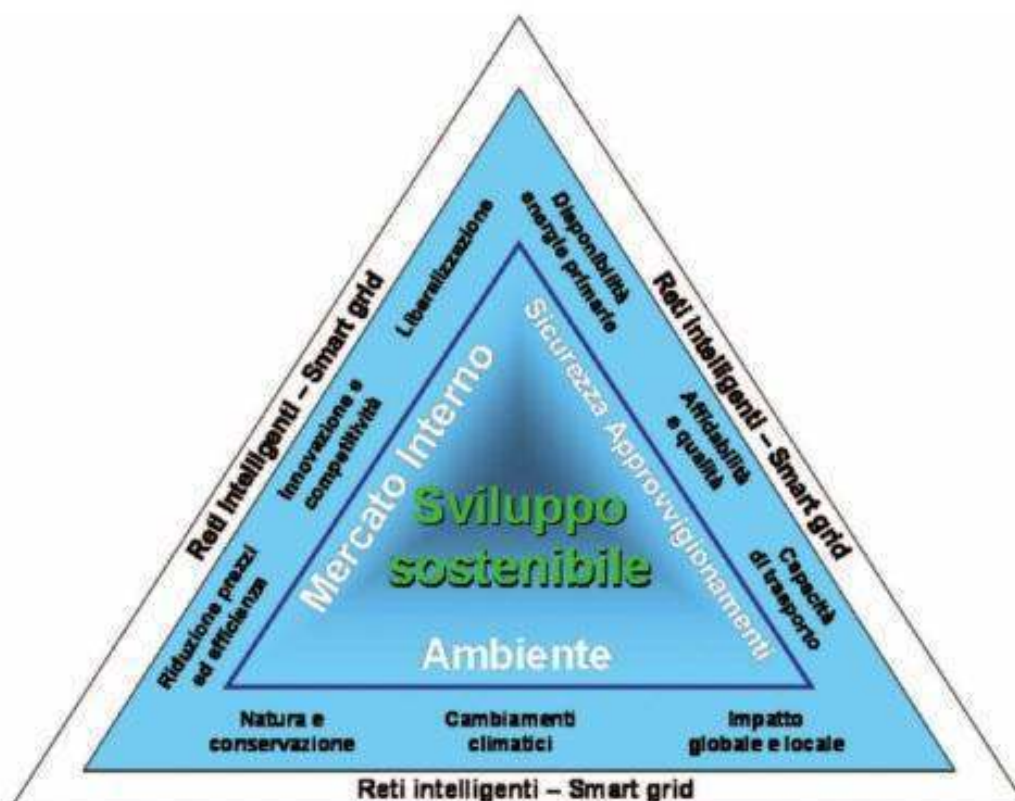 Reti intelligenti – Smart grid
Reti intelligenti – Smart grid
Liberalizzazione
Innovazione e
competitività
Riduzione prezzi
ed efficienza
Disponibilità
energie primarie
Affidabilità
e qualità
Capacità
di trasporto
Mercato Interno
Sicurezza Approvvigionamenti
Sviluppo
sostenibile
Ambiente
Natura e
conservazione
Cambiamenti
climatici
Impatto
globale e locale
Reti intelligenti – Smart grid